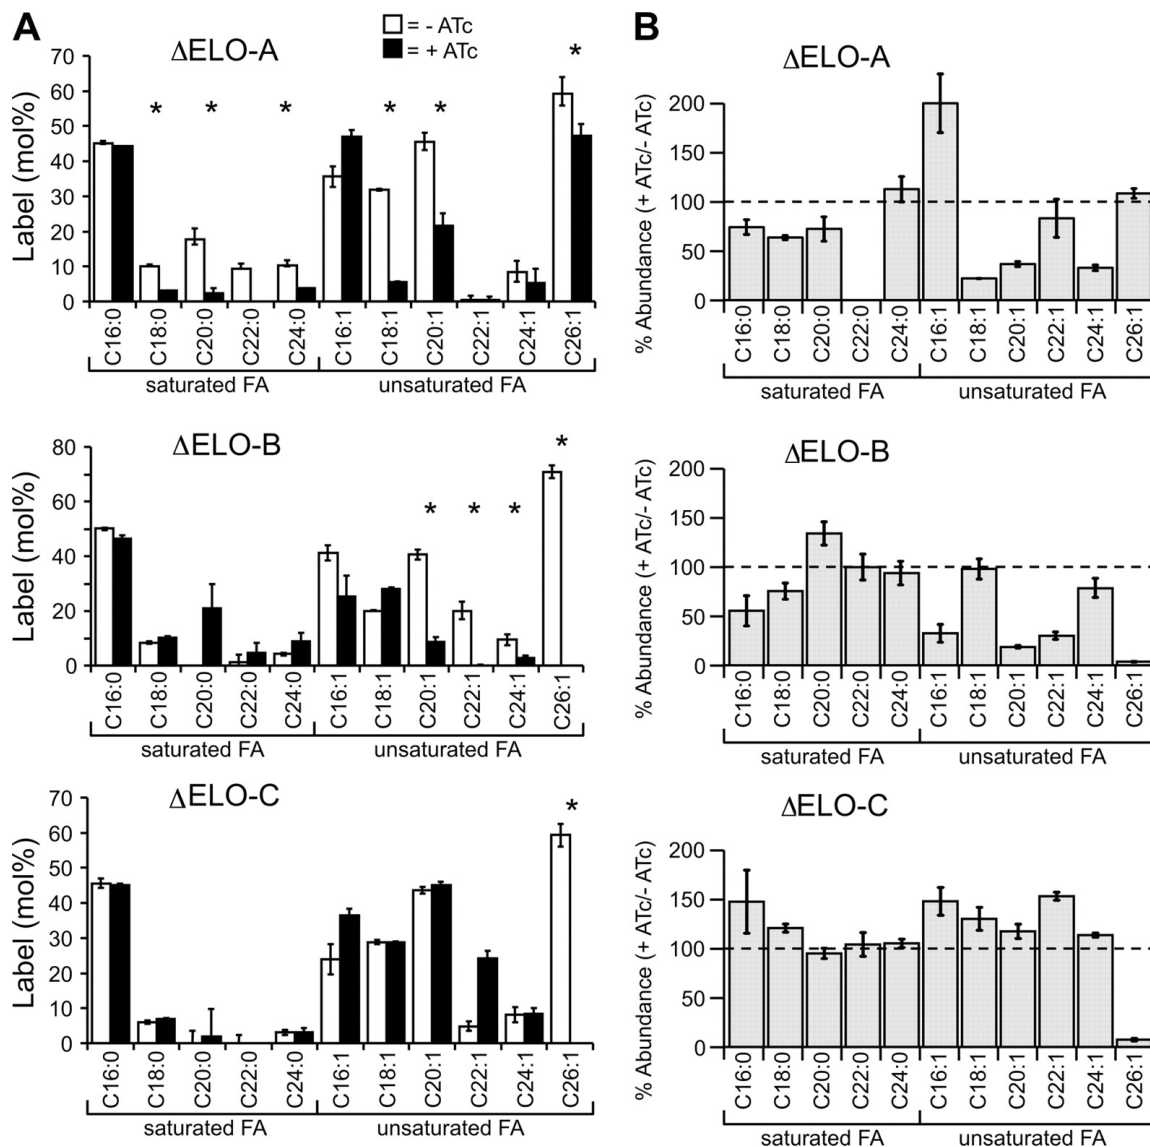 A
= - ATc
= + ATc
ΔELO-A
Label (mol%)
70
60
50
40
30
20
10
0
* * * * * *
C16:0 C18:0 C20:0 C22:0 C24:0 C16:1 C18:1 C20:1 C22:1 C24:1 C26:1
saturated FA unsaturated FA
ΔELO-B
Label (mol%)
80
60
40
20
0
* * * *
C16:0 C18:0 C20:0 C22:0 C24:0 C16:1 C18:1 C20:1 C22:1 C24:1 C26:1
saturated FA unsaturated FA
ΔELO-C
Label (mol%)
70
60
50
40
30
20
10
0
*
C16:0 C18:0 C20:0 C22:0 C24:0 C16:1 C18:1 C20:1 C22:1 C24:1 C26:1
saturated FA unsaturated FA
B
ΔELO-A
% Abundance (+ ATc/- ATc)
200
150
100
50
0
C16:0 C18:0 C20:0 C22:0 C24:0 C16:1 C18:1 C20:1 C22:1 C24:1 C26:1
saturated FA unsaturated FA
ΔELO-B
% Abundance (+ ATc/- ATc)
200
150
100
50
0
C16:0 C18:0 C20:0 C22:0 C24:0 C16:1 C18:1 C20:1 C22:1 C24:1 C26:1
saturated FA unsaturated FA
ΔELO-C
% Abundance (+ ATc/- ATc)
200
150
100
50
0
C16:0 C18:0 C20:0 C22:0 C24:0 C16:1 C18:1 C20:1 C22:1 C24:1 C26:1
saturated FA unsaturated FA